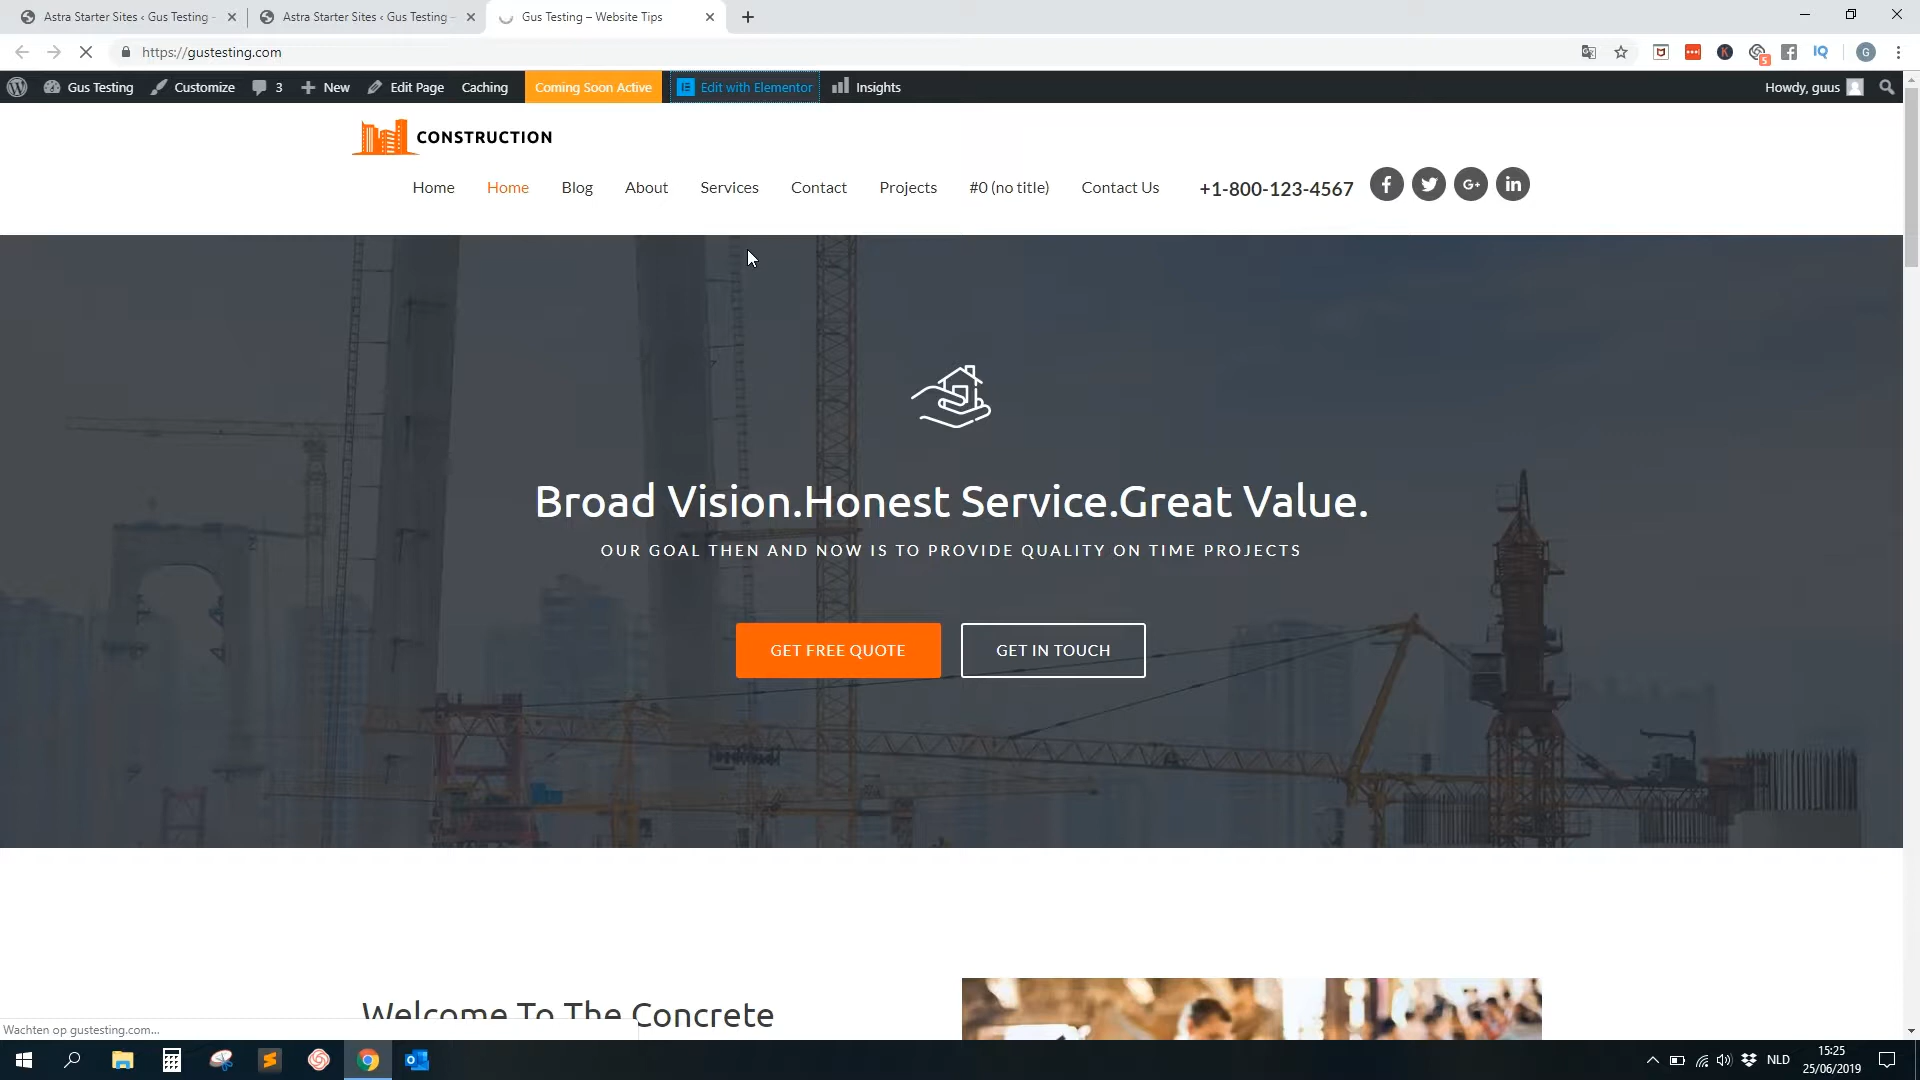 Astra Starter Sites ‹ Gus Testing -
Astra Starter Sites ‹ Gus Testing -
Gus Testing – Website Tips
https://gustesting.com
Gus Testing
Customize
3
New
Edit Page
Caching
Coming Soon Active
Edit with Elementor
Insights
Howdy, guus
CONSTRUCTION
Home
Home
Blog
About
Services
Contact
Projects
#0 (no title)
Contact Us
+1-800-123-4567
Broad Vision.Honest Service.Great Value.
OUR GOAL THEN AND NOW IS TO PROVIDE QUALITY ON TIME PROJECTS
GET FREE QUOTE
GET IN TOUCH
Welcome To The Concrete
Wachten op gustesting.com...
NLD
15:25
25/06/2019